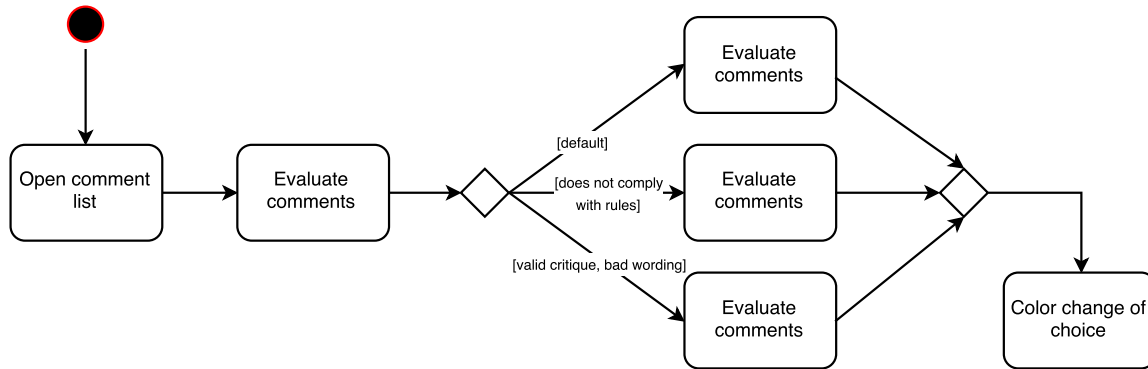 Open comment
list
Evaluate
comments
[default]
[does not comply
with rules]
[valid critique, bad wording]
Evaluate
comments
Evaluate
comments
Evaluate
comments
Color change of
choice